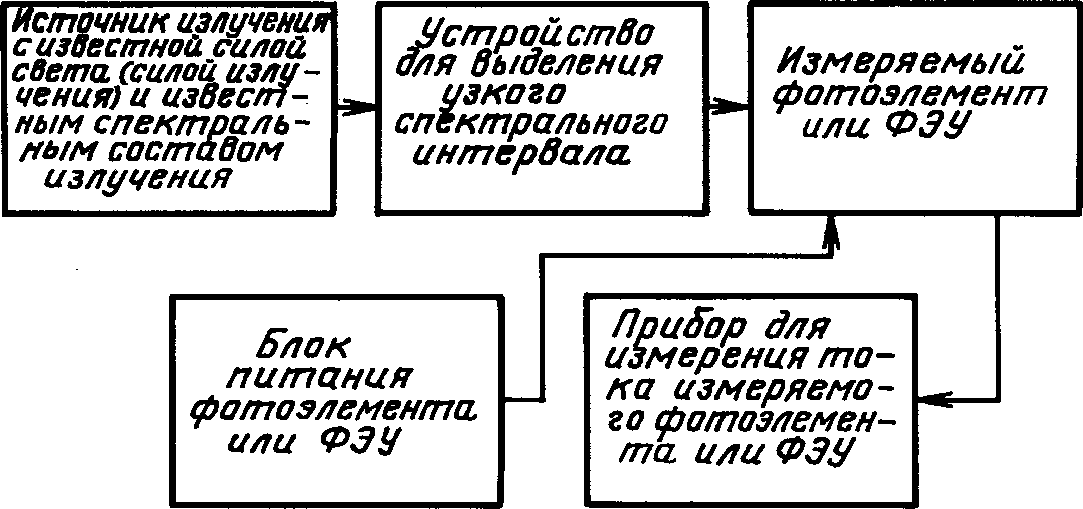 Источник излучения
с известной силой
света (силой излу-
чения) и извест-
ным спектраль-
ным составом
излучения
Устройство
для выделения
узкого
спектрального
интервала
Измеряемый
фотоэлемент
или ФЭУ
Блок
питания
фотоэлемента
или ФЭУ
Прибор для
измерения то-
ка измеряемо-
го фотоэлемен-
та или ФЭУ